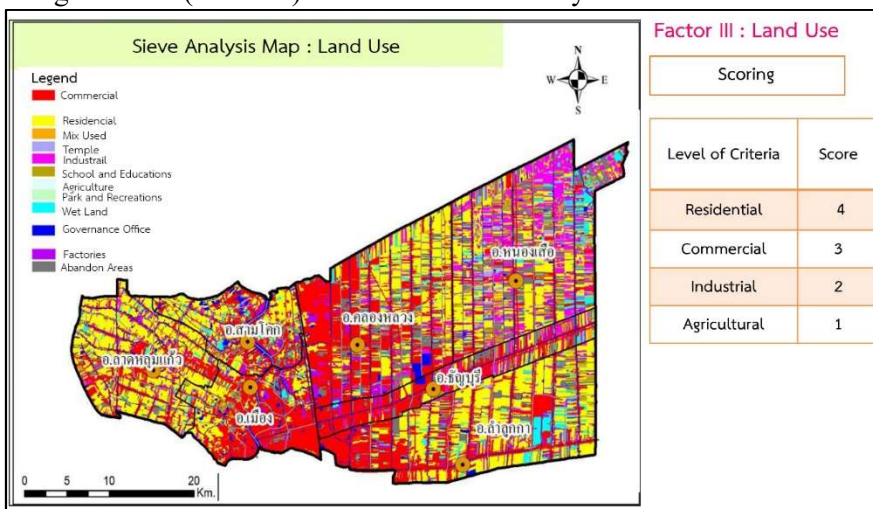 Sieve Analysis Map : Land Use
Legend
Commercial
Residencial
Mix Used
Temple
Industrail
School and Educations
Agriculture
Park and Recreations
Wet Land
Governance Office
Factories
Abandon Areas
N
W E
S
อ.หนองเสือ
อ.คลองหลวง
อ.สามโคก
อ.ลาดหลุมแก้ว
อ.ธัญบุรี
อ.เมือง
อ.ลำลูกกา
0 5 10 20
Km.
Factor III : Land Use
Scoring
Level of Criteria Score
Residential 4
Commercial 3
Industrial 2
Agricultural 1